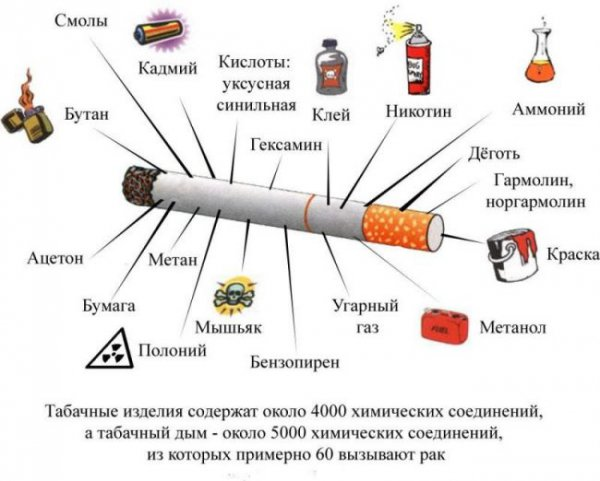 Смолы
Кадмий
Кислоты:
уксусная
синильная
Клей
Никотин
Аммоний
Бутан
Гексамин
Дёготь
Гармолин,
норгармолин
Ацетон
Метан
Краска
Бумага
Мышьяк
Угарный
газ
Метанол
FUEL
Полоний
Бензопирен
Табачные изделия содержат около 4000 химических соединений,
а табачный дым - около 5000 химических соединений,
из которых примерно 60 вызывают рак